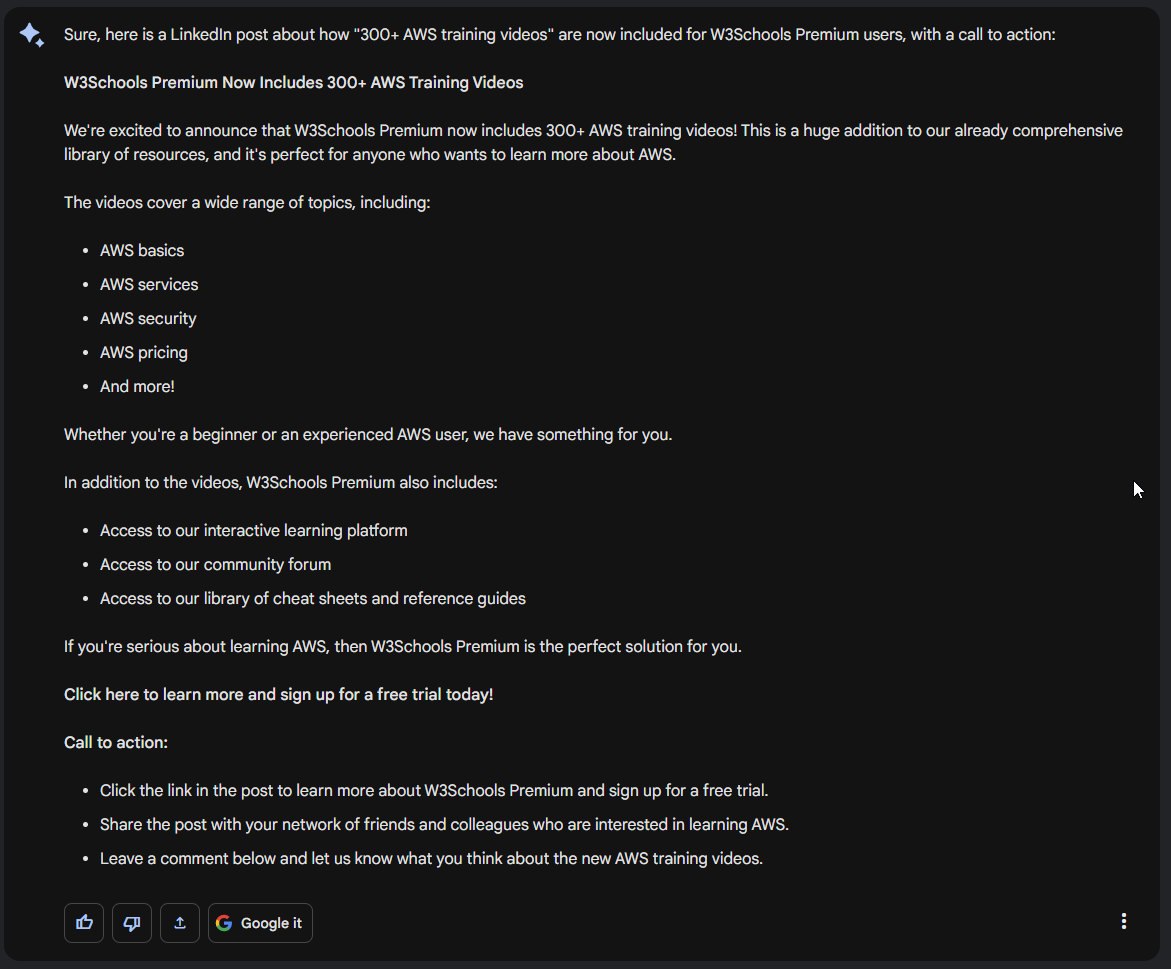 Sure, here is a LinkedIn post about how "300+ AWS training videos" are now included for W3Schools Premium users, with a call to action:
W3Schools Premium Now Includes 300+ AWS Training Videos
We're excited to announce that W3Schools Premium now includes 300+ AWS training videos! This is a huge addition to our already comprehensive
library of resources, and it's perfect for anyone who wants to learn more about AWS.
The videos cover a wide range of topics, including:
• AWS basics
• AWS services
• AWS security
• AWS pricing
• And more!
Whether you're a beginner or an experienced AWS user, we have something for you.
In addition to the videos, W3Schools Premium also includes:
• Access to our interactive learning platform
• Access to our community forum
• Access to our library of cheat sheets and reference guides
If you're serious about learning AWS, then W3Schools Premium is the perfect solution for you.
Click here to learn more and sign up for a free trial today!
Call to action:
• Click the link in the post to learn more about W3Schools Premium and sign up for a free trial.
• Share the post with your network of friends and colleagues who are interested in learning AWS.
• Leave a comment below and let us know what you think about the new AWS training videos.
Google it